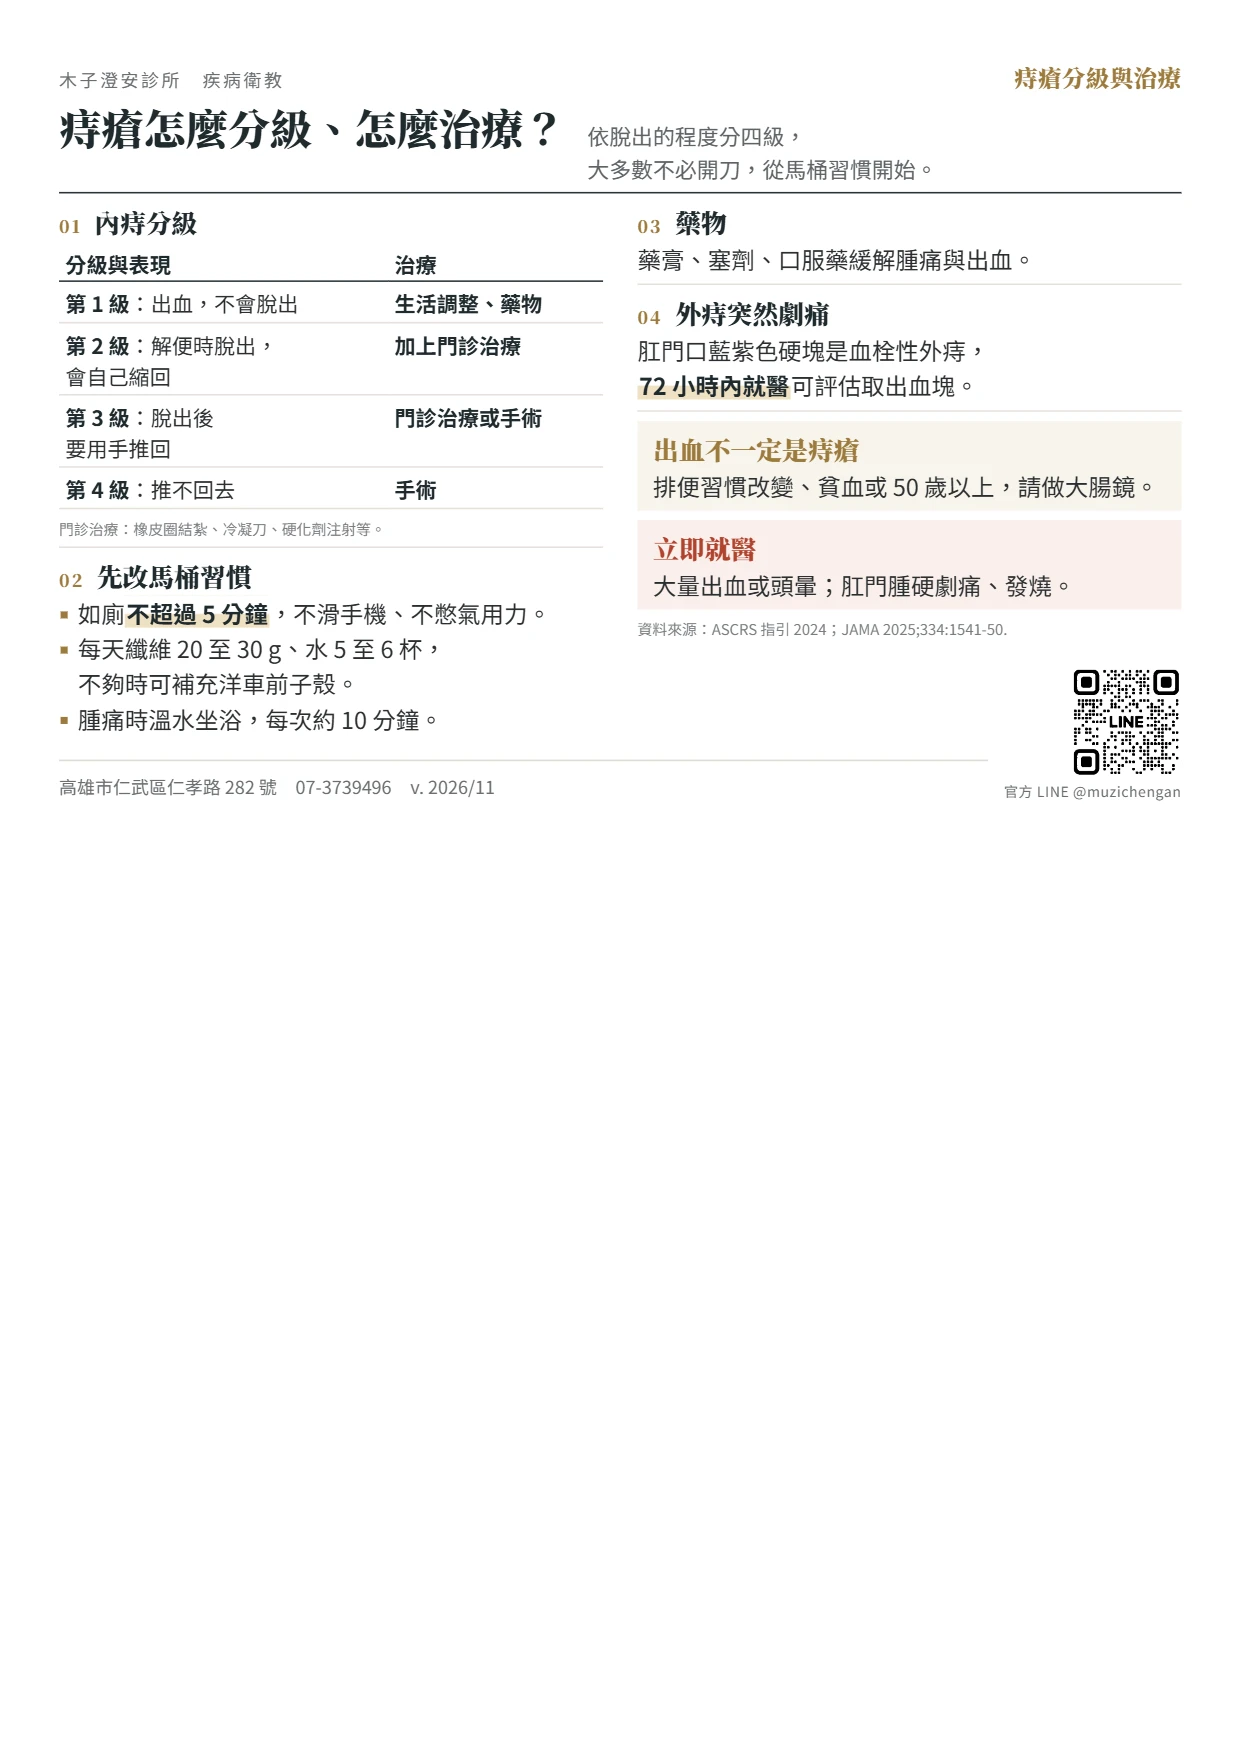 木子澄安診所　疾病衛教
痔瘡分級與治療
痔瘡怎麼分級、怎麼治療？
依脫出的程度分四級，
大多數不必開刀，從馬桶習慣開始。
01 內痔分級
分級與表現 治療
第 1 級：出血，不會脫出 生活調整、藥物
第 2 級：解便時脫出， 加上門診治療
會自己縮回
第 3 級：脫出後 門診治療或手術
要用手推回
第 4 級：推不回去 手術
門診治療：橡皮圈結紮、冷凝刀、硬化劑注射等。
02 先改馬桶習慣
▪ 如廁不超過 5 分鐘，不滑手機、不憋氣用力。
▪ 每天纖維 20 至 30 g、水 5 至 6 杯，
不夠時可補充洋車前子殼。
▪ 腫痛時溫水坐浴，每次約 10 分鐘。
03 藥物
藥膏、塞劑、口服藥緩解腫痛與出血。
04 外痔突然劇痛
肛門口藍紫色硬塊是血栓性外痔，
72 小時內就醫可評估取出血塊。
出血不一定是痔瘡
排便習慣改變、貧血或 50 歲以上，請做大腸鏡。
立即就醫
大量出血或頭暈；肛門腫硬劇痛、發燒。
資料來源：ASCRS 指引 2024；JAMA 2025;334:1541-50.
LINE
高雄市仁武區仁孝路 282 號　07-3739496　v. 2026/11
官方 LINE @muzichengan